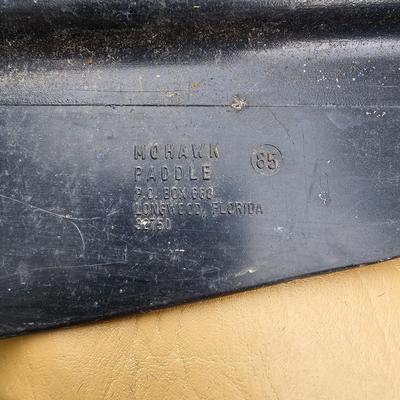 MOHAWK 85
PADDLE
P.O. BOX 668
LONGWOOD, FLORIDA
32750